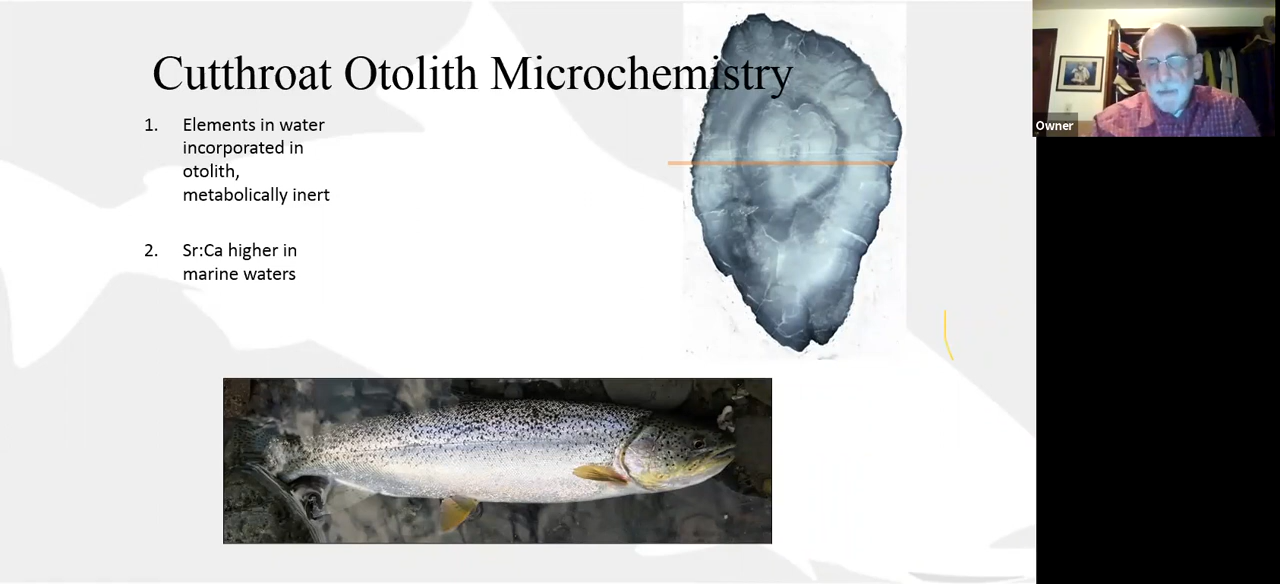 Cutthroat Otolith Microchemistry
1. Elements in water
incorporated in
otolith,
metabolically inert
2. Sr:Ca higher in
marine waters
Owner